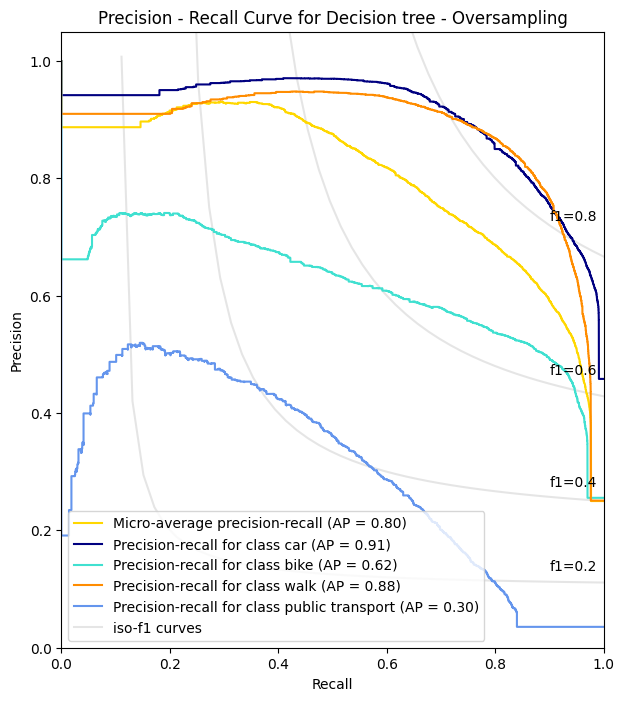 Precision - Recall Curve for Decision tree - Oversampling
1.0
0.8
f1=0.8
0.6
Precision
f1=0.6
0.4
f1=0.4
0.2
Micro-average precision-recall (AP = 0.80)
Precision-recall for class car (AP = 0.91)
Precision-recall for class bike (AP = 0.62)
f1=0.2
Precision-recall for class walk (AP = 0.88)
Precision-recall for class public transport (AP = 0.30)
iso-f1 curves
0.0
0.0 0.2 0.4 0.6 0.8 1.0
Recall